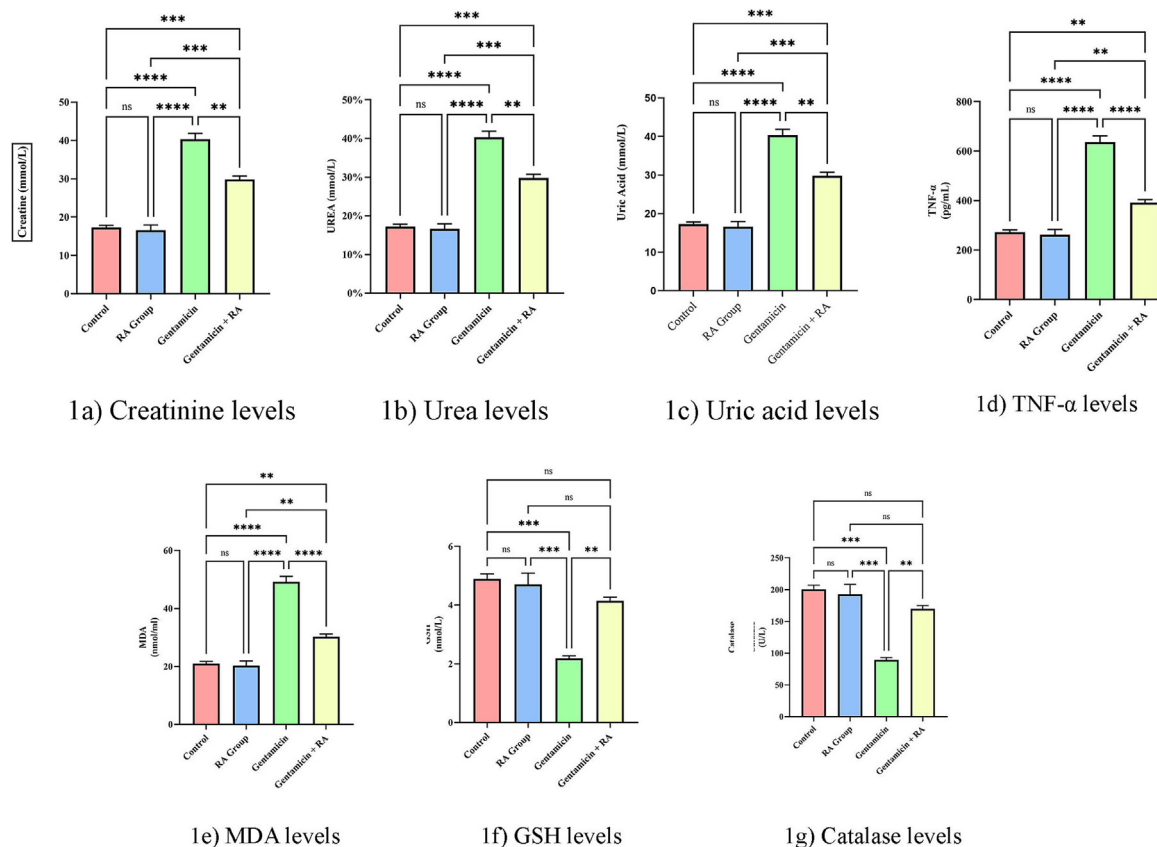 ***
***
****
ns
****
**
50
40
30
20
10
0
Creatine (mmol/L)
Control
RA Group
Gentamicin
Gentamicin + RA
1a) Creatinine levels
***
***
****
ns
****
**
50%
40%
30%
20%
10%
0%
UREA (mmol/L)
Control
RA Group
Gentamicin
Gentamicin + RA
1b) Urea levels
***
***
****
ns
****
**
50
40
30
20
10
0
Uric Acid (mmol/L)
Control
RA Group
Gentamicin
Gentamicin + RA
1c) Uric acid levels
**
**
****
ns
****
****
800
600
400
200
0
TNF-α
(pg/mL)
Control
RA Group
Gentamicin
Gentamicin + RA
1d) TNF-α levels
**
**
****
ns
****
****
60
40
20
0
MDA
(nmol/ml)
Control
RA Group
Gentamicin
Gentamicin + RA
1e) MDA levels
ns
ns
***
ns
***
**
6
4
2
0
GSH
(nmol/L)
Control
RA Group
Gentamicin
Gentamicin + RA
1f) GSH levels
ns
ns
***
ns
***
**
250
200
150
100
50
0
Catalase
(U/L)
Control
RA Group
Gentamicin
Gentamicin + RA
1g) Catalase levels